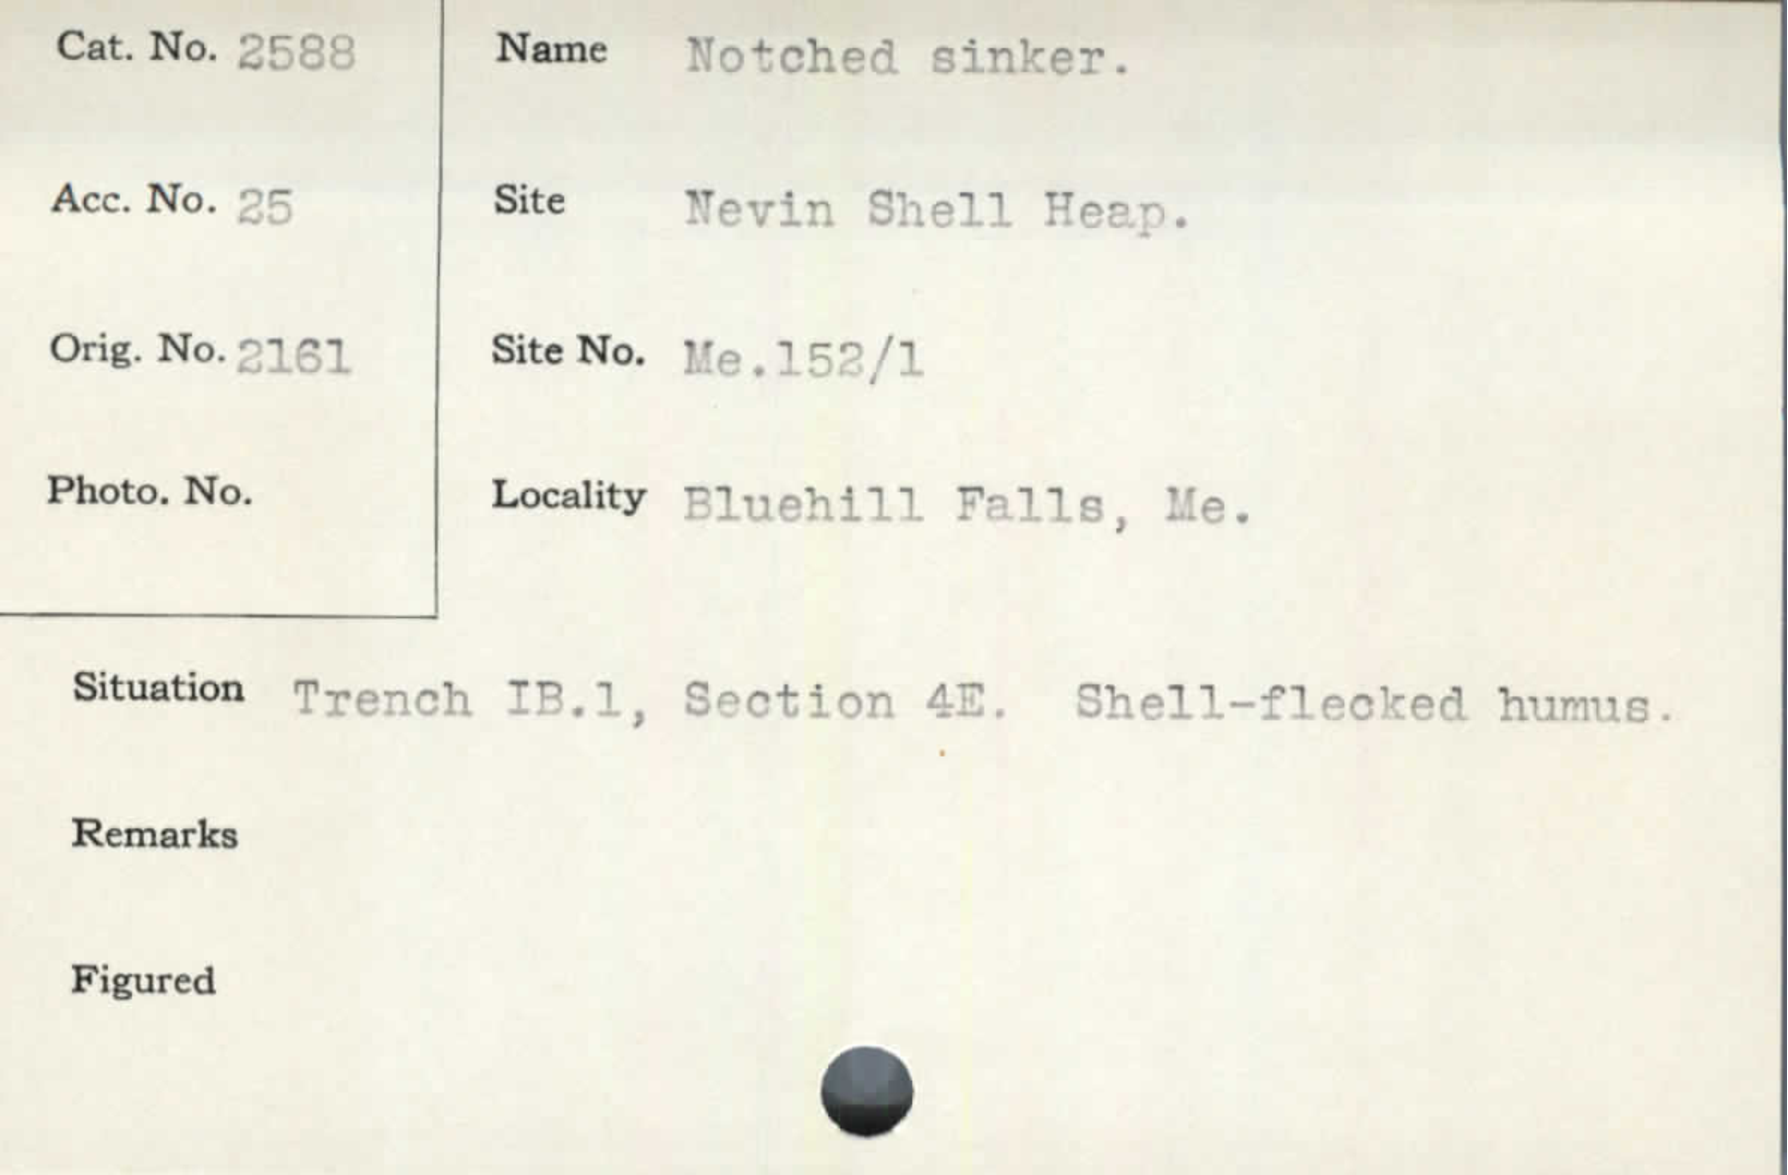 Cat. No. 2588
Acc. No. 25
Orig. No. 2161
Photo. No.
Name Notched sinker.
Site Nevin Shell Heap.
Site No. Me.152/1
Locality Bluehill Falls, Me.
Situation Trench IB.1, Section 4E. Shell-flecked humus.
Remarks
Figured